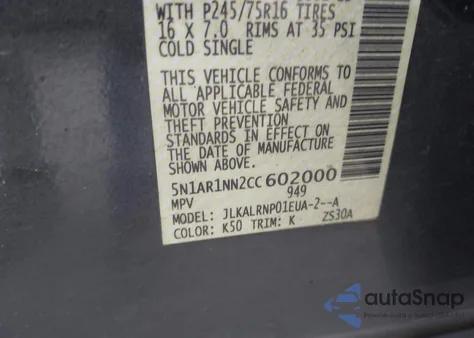 WITH P245/75R16 TIRES
16 X 7.0 RIMS AT 35 PSI
COLD SINGLE
THIS VEHICLE CONFORMS TO
ALL APPLICABLE FEDERAL
MOTOR VEHICLE SAFETY AND
THEFT PREVENTION
STANDARDS IN EFFECT ON
THE DATE OF MANUFACTURE
SHOWN ABOVE.
5N1AR1NN2CC602000
MPV 949
MODEL: JLKALRNP01EUA-2--A
COLOR: K50 TRIM: K ZS30A
autoSnap